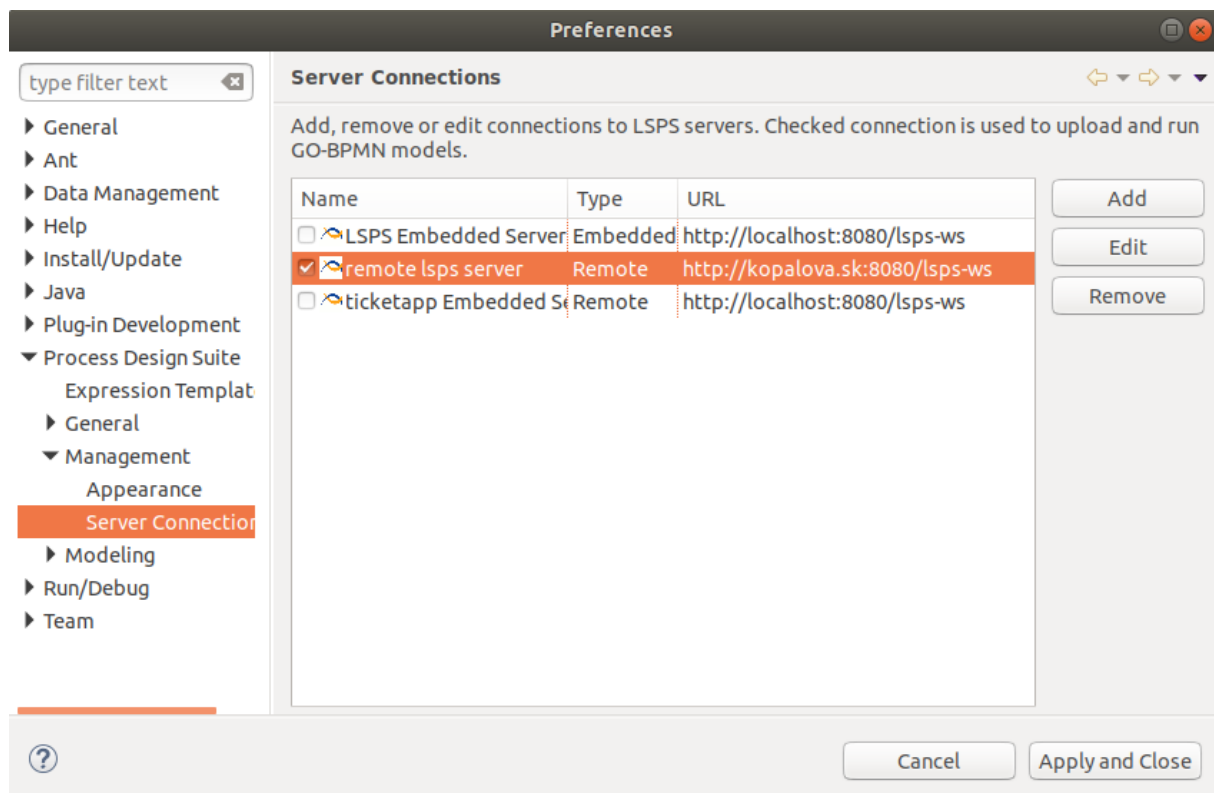 Preferences
type filter text
General
Ant
Data Management
Help
Install/Update
Java
Plug-in Development
Process Design Suite
Expression Templat
General
Management
Appearance
Server Connection
Modeling
Run/Debug
Team
Server Connections
Add, remove or edit connections to LSPS servers. Checked connection is used to upload and run
GO-BPMN models.
Name Type URL
LSPS Embedded Server Embedded http://localhost:8080/lsps-ws
remote lsps server Remote http://kopalova.sk:8080/lsps-ws
ticketapp Embedded Se Remote http://localhost:8080/lsps-ws
Add
Edit
Remove
Cancel Apply and Close